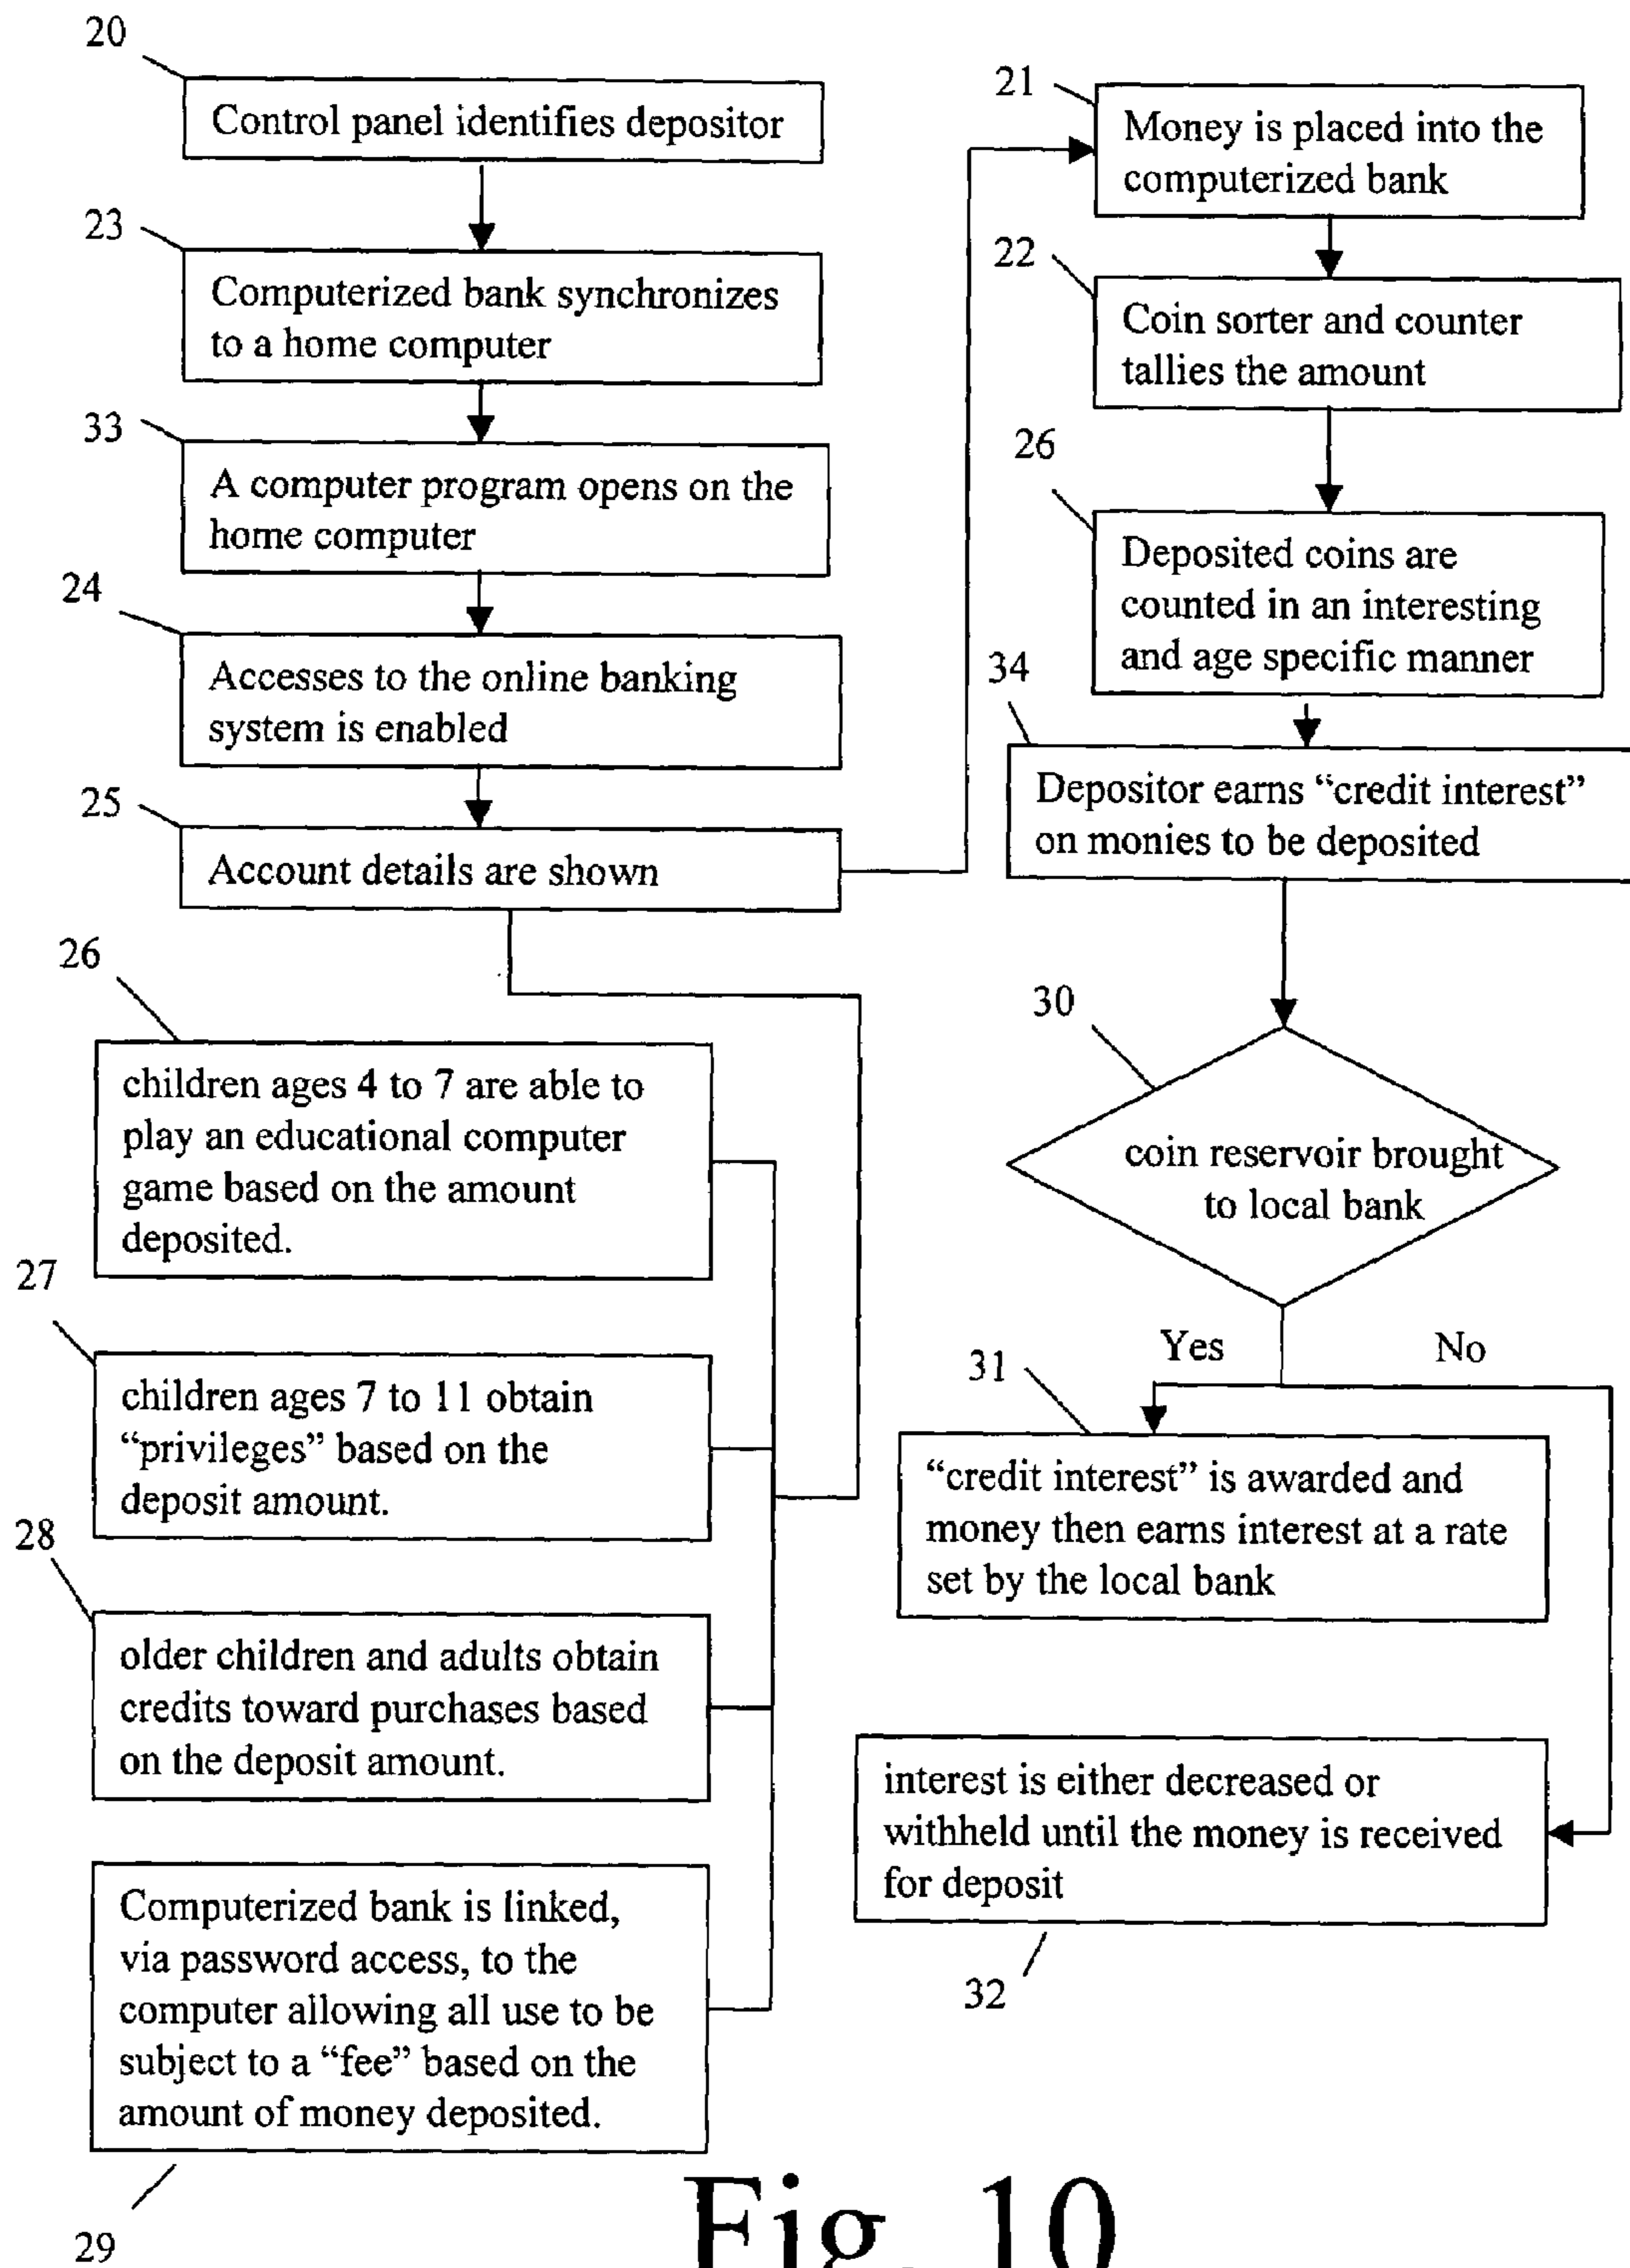 20
Control panel identifies depositor
23
Computerized bank synchronizes
to a home computer
33
A computer program opens on the
home computer
24
Accesses to the online banking
system is enabled
25
Account details are shown
26
children ages 4 to 7 are able to
play an educational computer
game based on the amount
deposited.
27
children ages 7 to 11 obtain
“privileges” based on the
deposit amount.
28
older children and adults obtain
credits toward purchases based
on the deposit amount.
Computerized bank is linked,
via password access, to the
computer allowing all use to be
subject to a “fee” based on the
amount of money deposited.
29
21
Money is placed into the
computerized bank
22
Coin sorter and counter
tallies the amount
26
Deposited coins are
counted in an interesting
and age specific manner
34
Depositor earns “credit interest”
on monies to be deposited
30
coin reservoir brought
to local bank
Yes
No
31
“credit interest” is awarded and
money then earns interest at a rate
set by the local bank
interest is either decreased or
withheld until the money is received
for deposit
32
Fig. 10